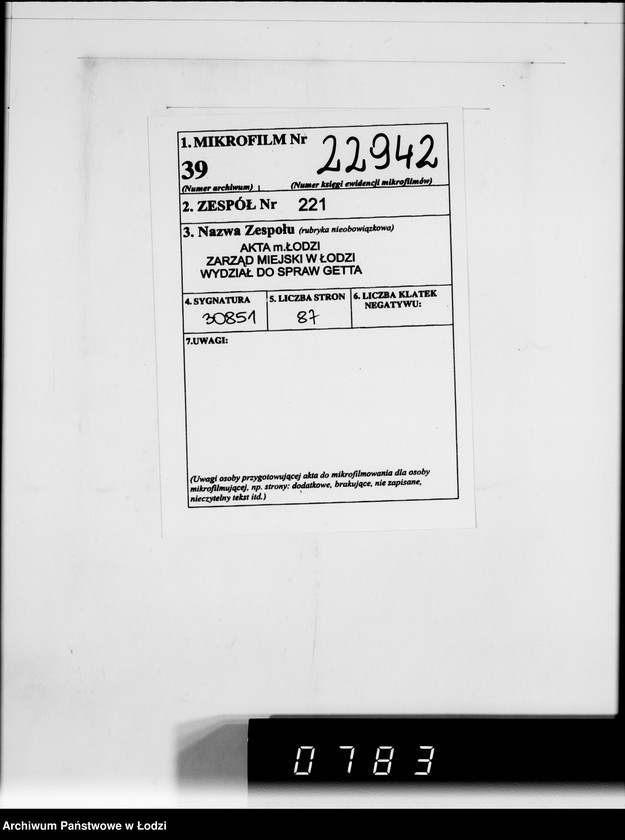 1. MIKROFILM Nr 22942
39
(Numer archiwum) (Numer księgi ewidencji mikrofilmów)
2. ZESPÓŁ Nr 221
3. Nazwa Zespołu (rubryka nieobowiązkowa)
AKTA m.ŁODZI
ZARZĄD MIEJSKI W ŁODZI
WYDZIAŁ DO SPRAW GETTA
4. SYGNATURA 5. LICZBA STRON 6. LICZBA KLATEK
NEGATYWU:
30851 87
7.UWAGI:
(Uwagi osoby przygotowującej akta do mikrofilmowania dla osoby
mikrofilmującej, np. strony: dodatkowe, brakujące, nie zapisane,
nieczytelny tekst itd.)
0783
Archiwum Państwowe w Łodzi